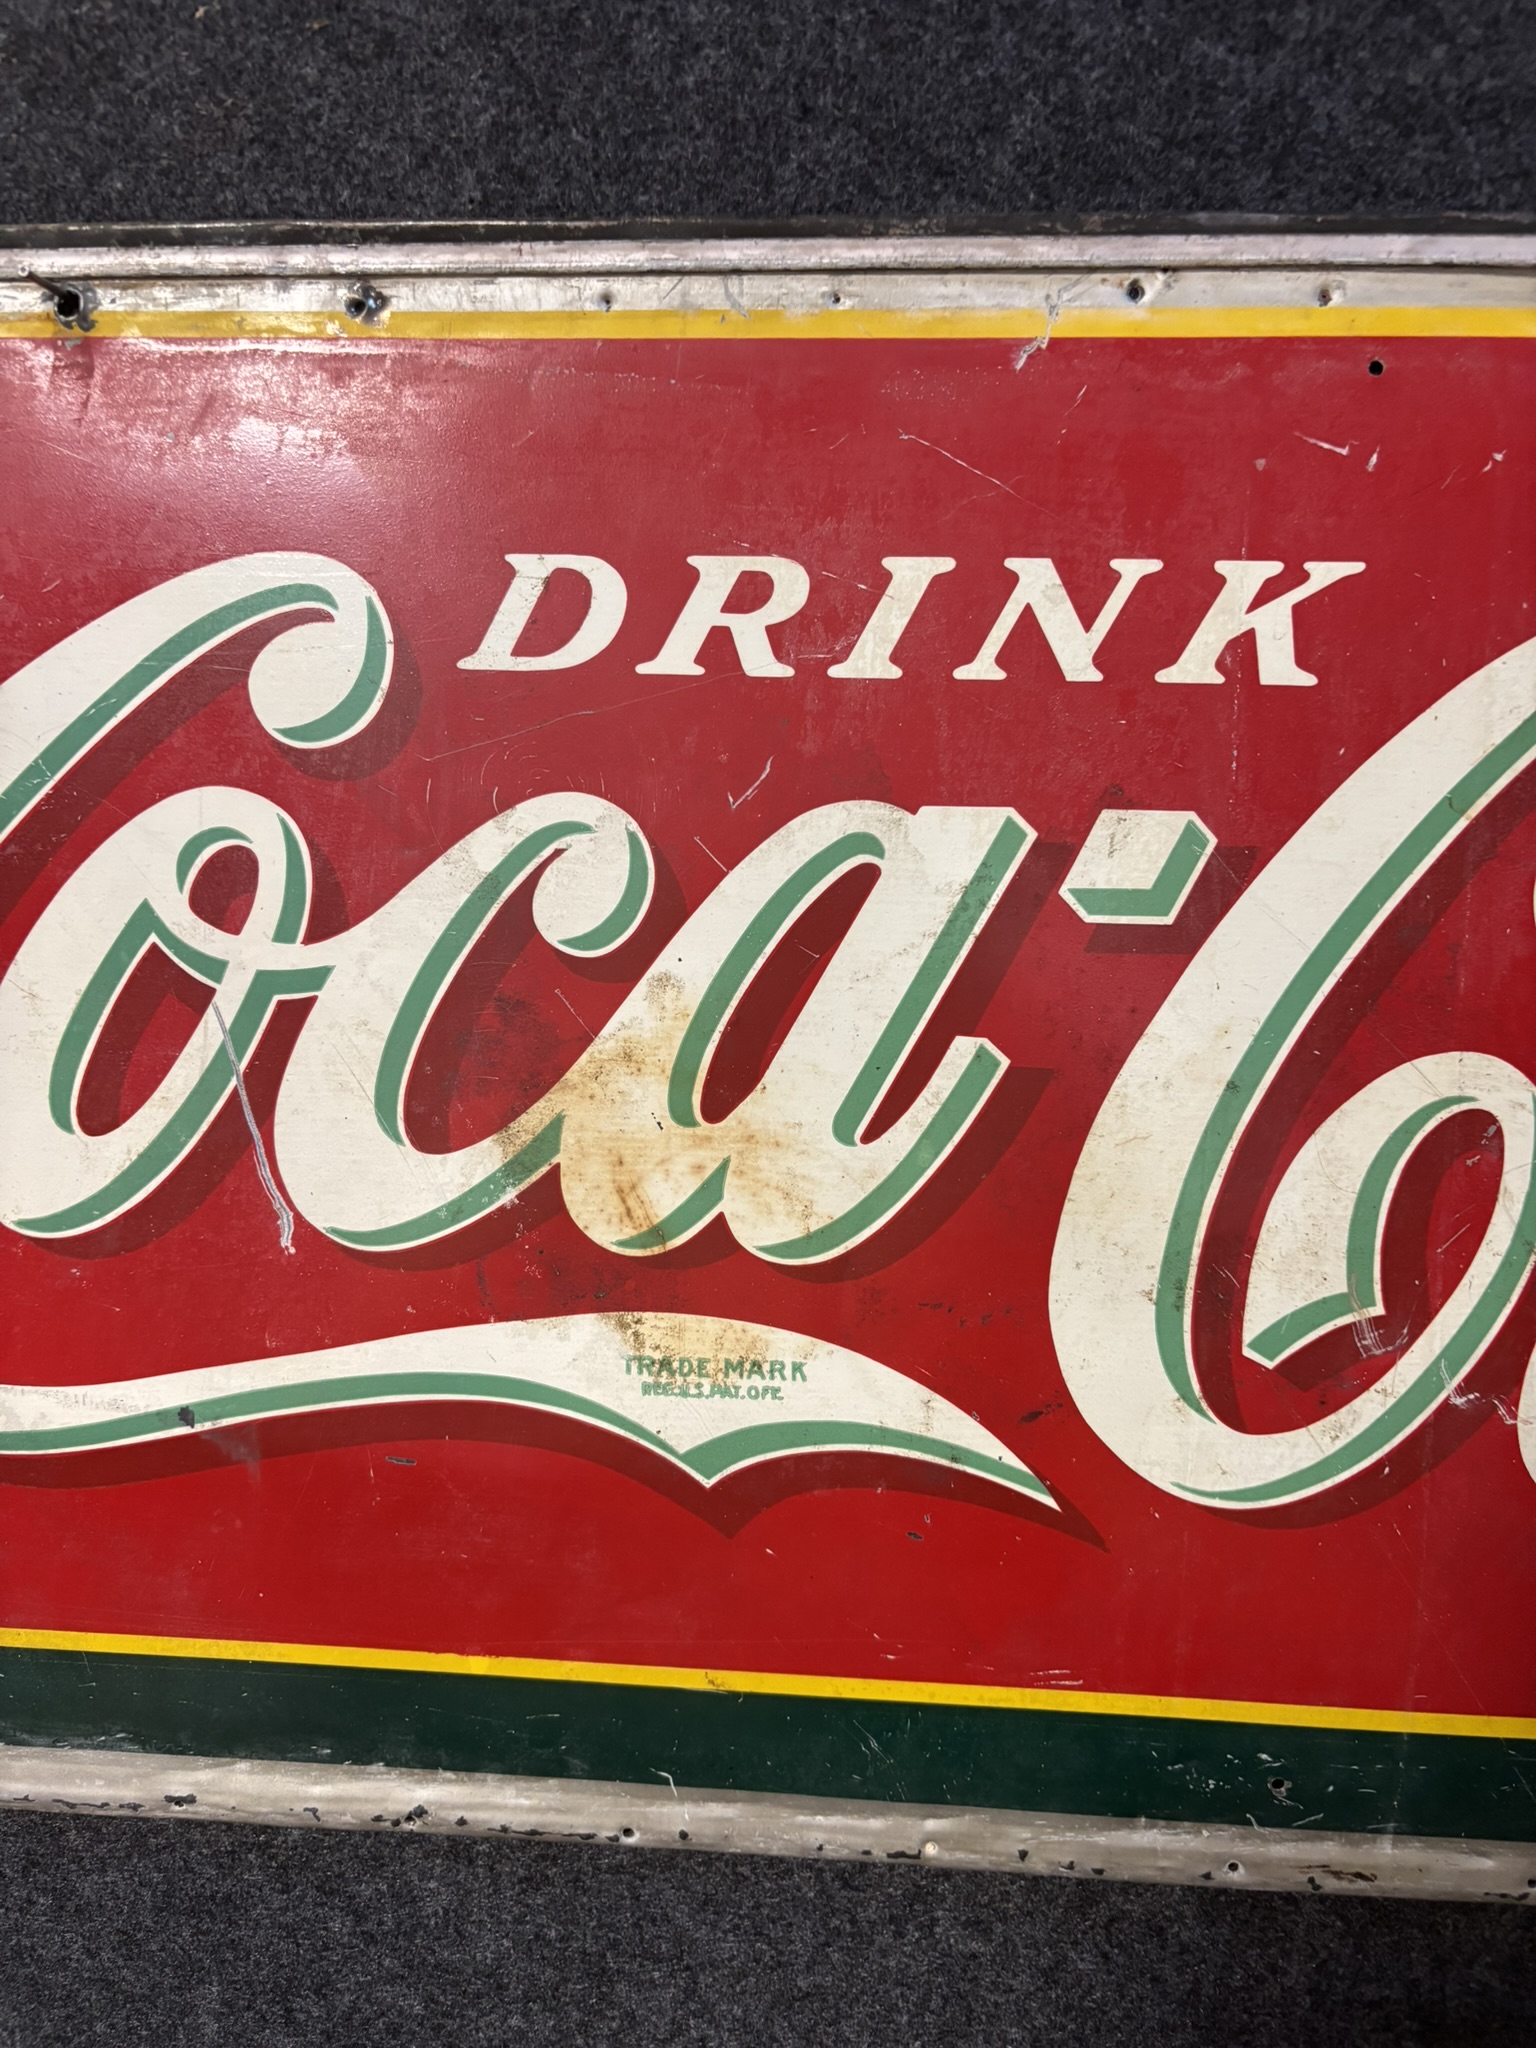 DRINK
Coca-Co
TRADE MARK
REG. U.S. PAT. OFF.